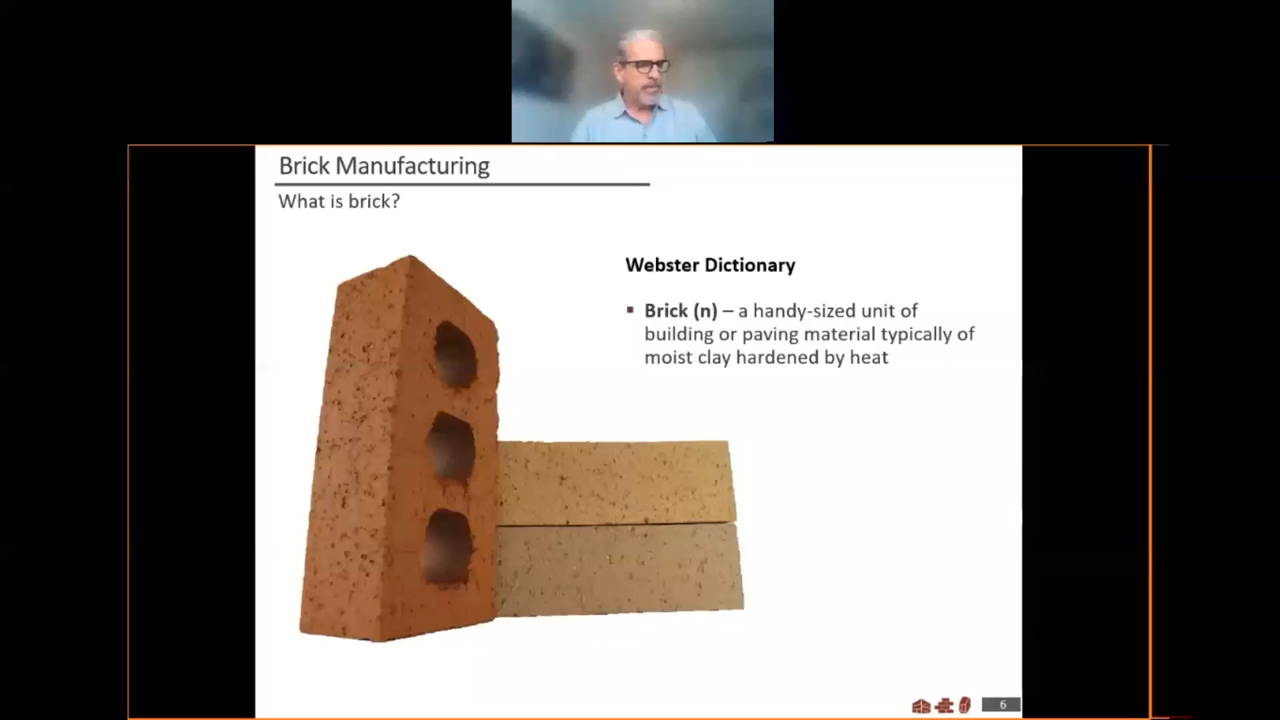 Brick Manufacturing
What is brick?
Webster Dictionary
▪ Brick (n) – a handy-sized unit of
building or paving material typically of
moist clay hardened by heat
6